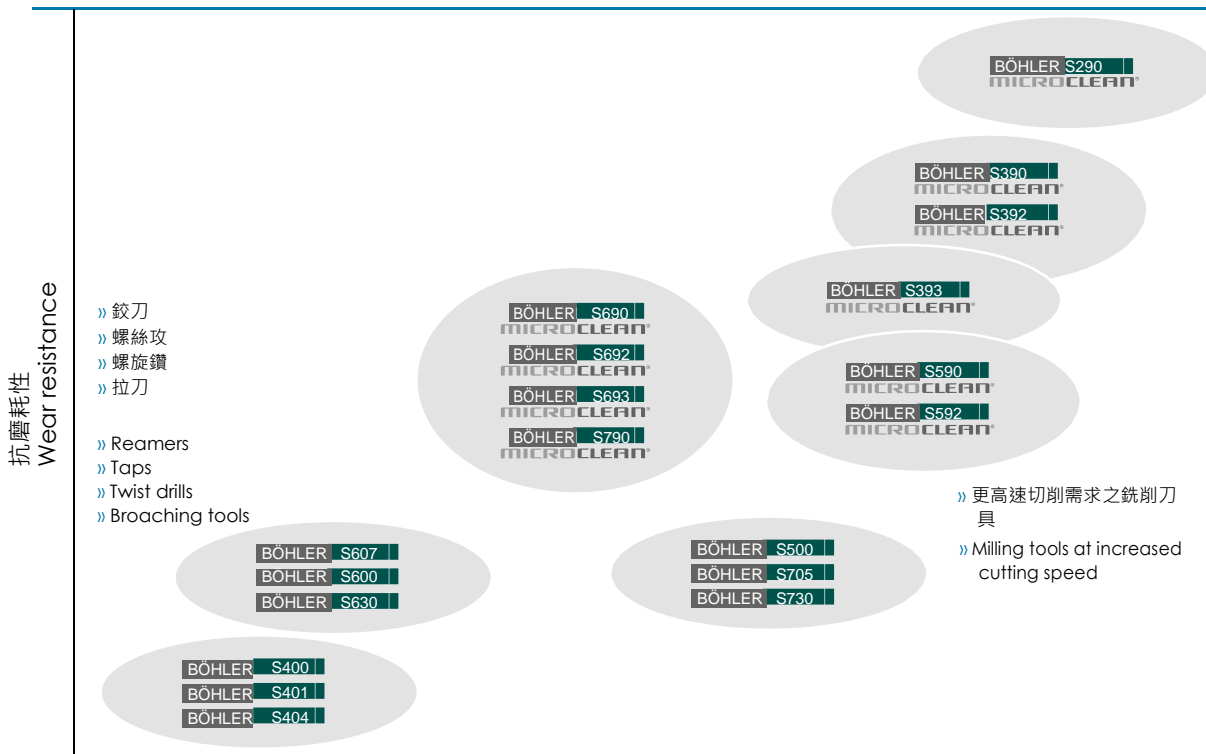 抗磨耗性
Wear resistance
BÖHLER S290
MICROCLEAN®
BÖHLER S390
MICROCLEAN®
BÖHLER S392
MICROCLEAN®
BÖHLER S393
MICROCLEAN®
BÖHLER S590
MICROCLEAN®
BÖHLER S592
MICROCLEAN®
BÖHLER S690
MICROCLEAN®
BÖHLER S692
MICROCLEAN®
BÖHLER S693
MICROCLEAN®
BÖHLER S790
MICROCLEAN®
» 鉸刀
» 螺絲攻
» 螺旋鑽
» 拉刀
» Reamers
» Taps
» Twist drills
» Broaching tools
» 更高速切削需求之銑削刀
具
» Milling tools at increased
cutting speed
BÖHLER S607
BÖHLER S600
BÖHLER S630
BÖHLER S500
BÖHLER S705
BÖHLER S730
BÖHLER S400
BÖHLER S401
BÖHLER S404